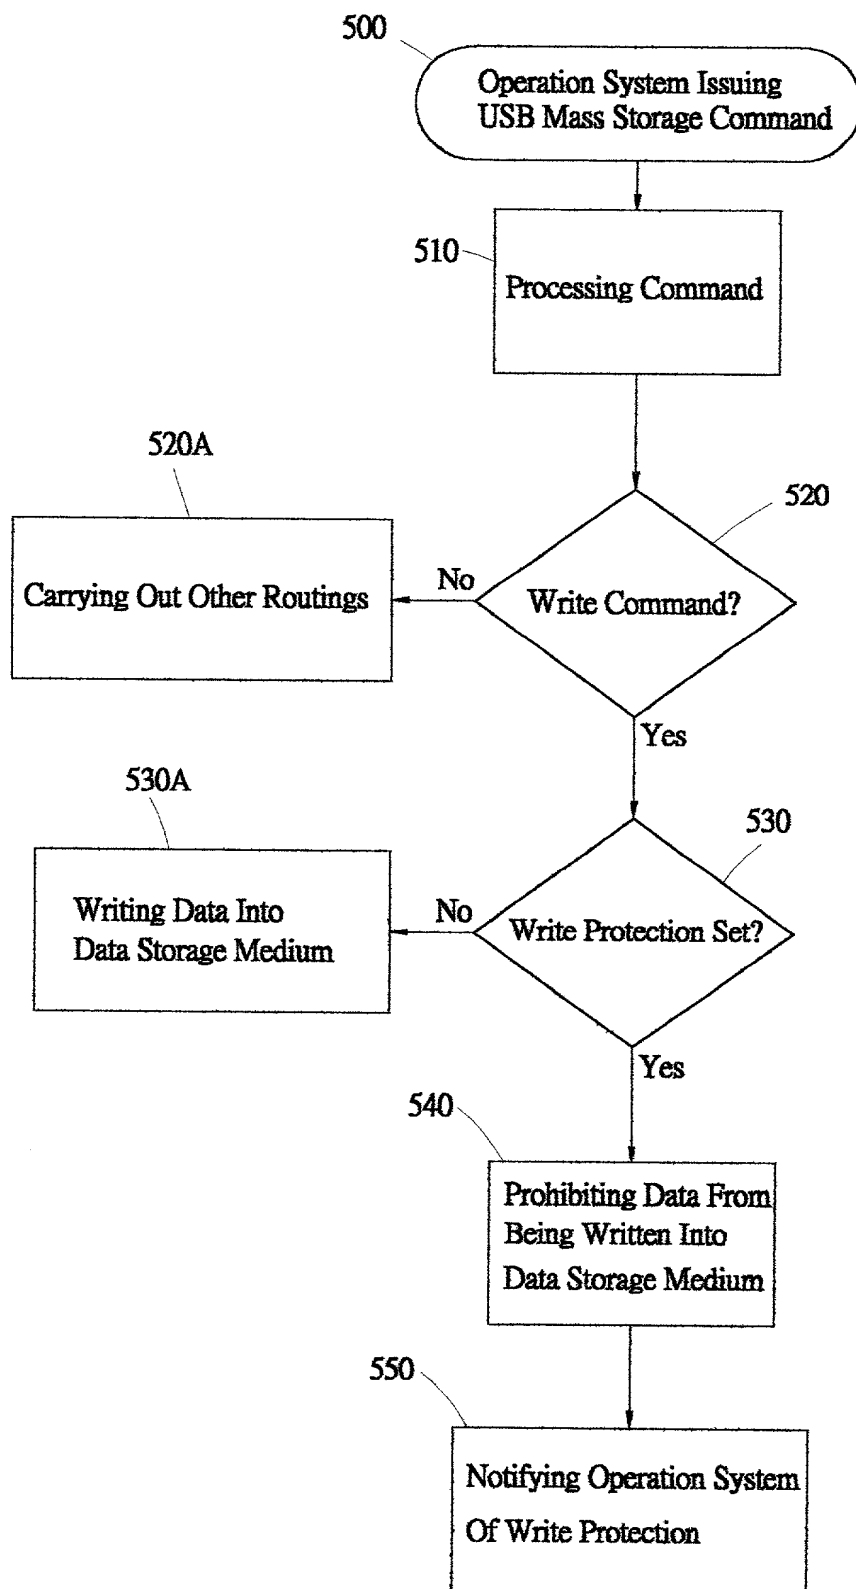 500
Operation System Issuing
USB Mass Storage Command
510
Processing Command
520A
520
Carrying Out Other Routings
No
Write Command?
Yes
530A
530
Writing Data Into
Data Storage Medium
No
Write Protection Set?
Yes
540
Prohibiting Data From
Being Written Into
Data Storage Medium
550
Notifying Operation System
Of Write Protection